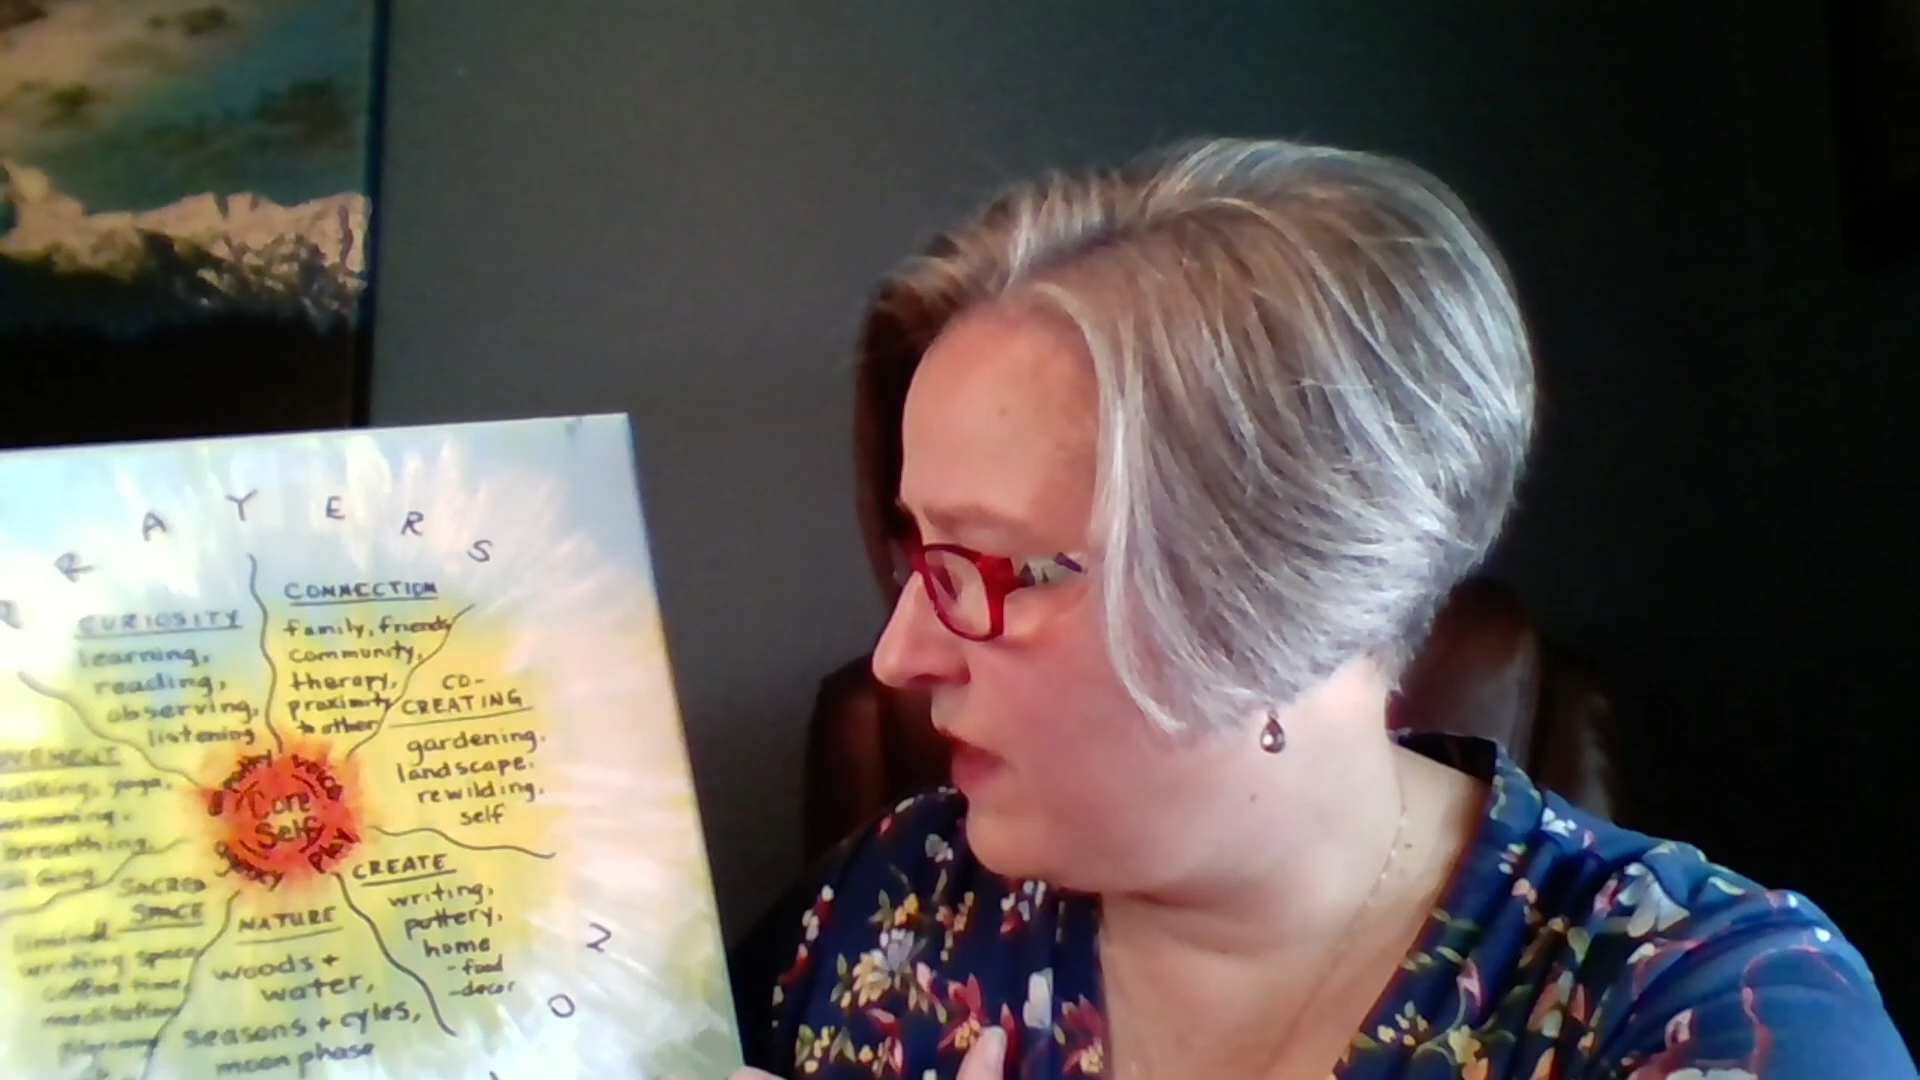 R A Y E R S
CURIOSITY
learning,
reading,
observing,
listening
CONNECTION
family, friends
community,
therapy,
proximity
to other
CO-
CREATING
gardening.
landscape.
rewilding.
self
walking, yoga,
breathing,
Core
Self
Play
SACRED
SPACE
writing space
coffee time,
meditation
NATURE
woods +
water,
seasons + cyles,
moon phase
CREATE
writing,
pottery,
home
- food
- decor
2
0